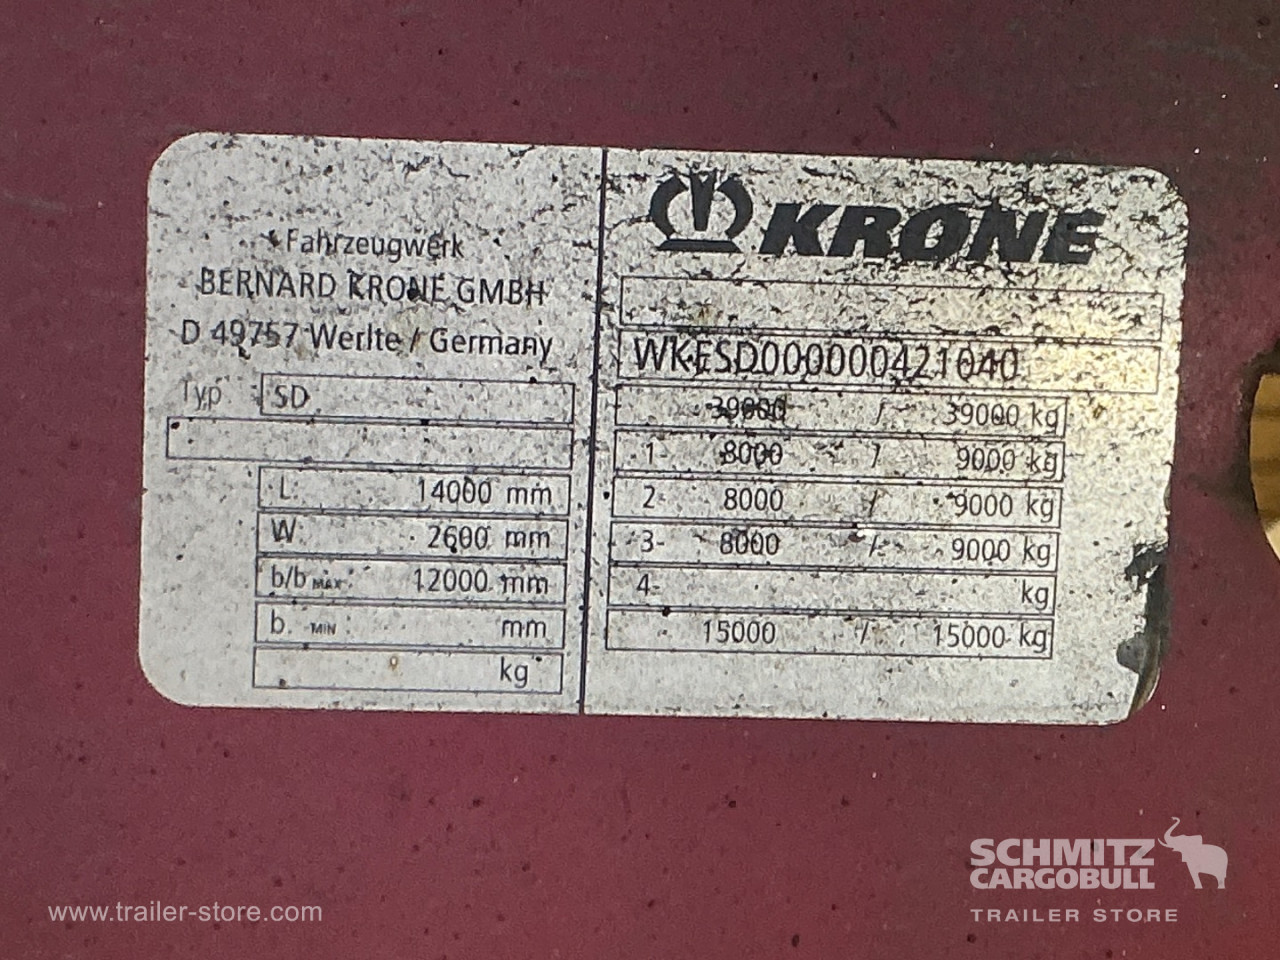 Fahrzeugwerk
BERNARD KRONE GMBH
D 49757 Werlte / Germany
Typ SD
L: 14000 mm
W. 2600 mm
b/b MAX: 12000 mm
b. MIN: mm
kg
KRONE
WKESD000000421040
39000 / 39000 kg
1- 8000 / 9000 kg
2- 8000 / 9000 kg
3- 8000 / 9000 kg
4- kg
15000 / 15000 kg
SCHMITZ
CARGOBULL
TRAILER STORE
www.trailer-store.com